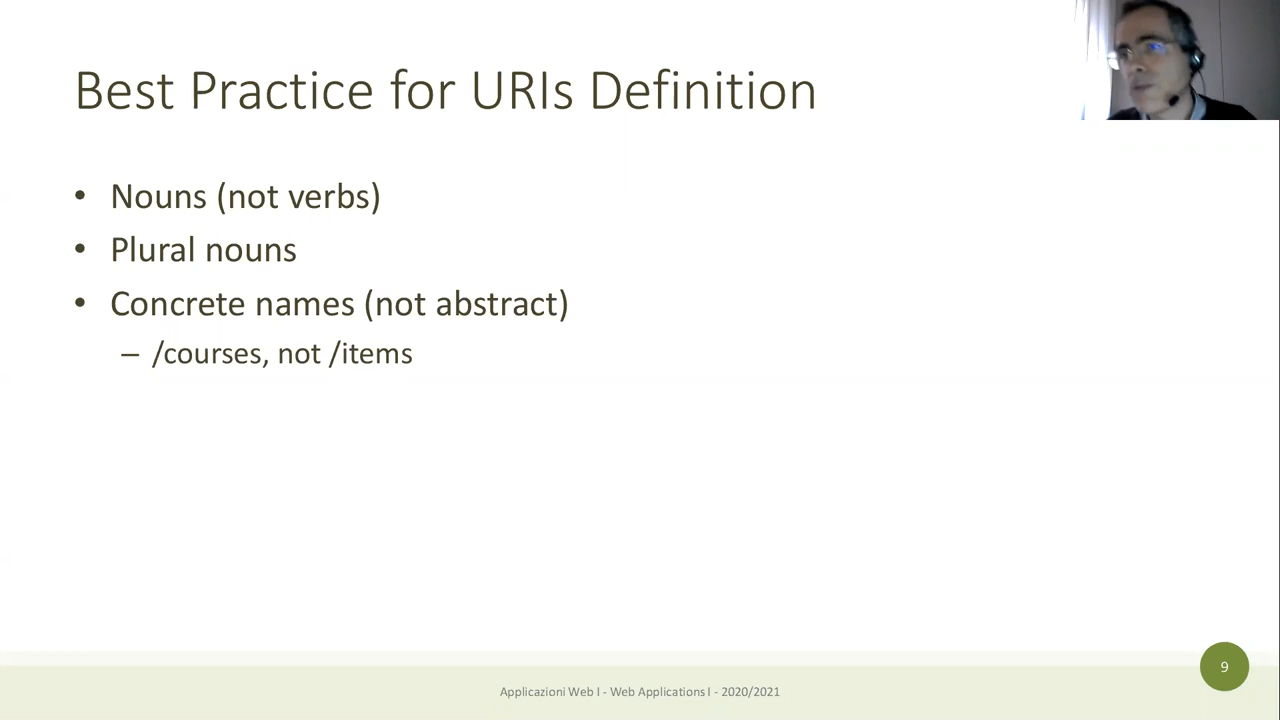 Best Practice for URIs Definition
• Nouns (not verbs)
• Plural nouns
• Concrete names (not abstract)
– /courses, not /items
9
Applicazioni Web I - Web Applications I - 2020/2021